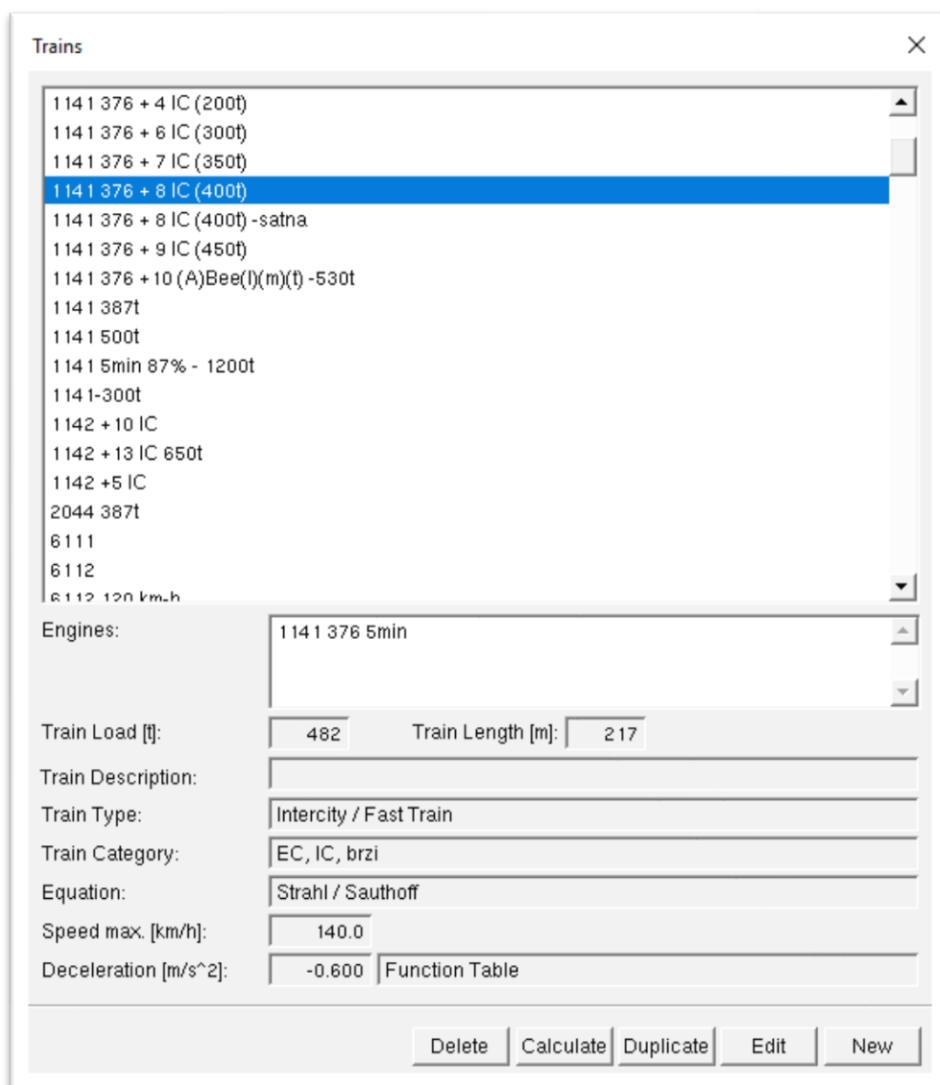 Trains
1141 376 + 4 IC (200t)
1141 376 + 6 IC (300t)
1141 376 + 7 IC (350t)
1141 376 + 8 IC (400t)
1141 376 + 8 IC (400t) -satna
1141 376 + 9 IC (450t)
1141 376 +10 (A)Bee(l)(m)(t) -530t
1141 387t
1141 500t
1141 5min 87% - 1200t
1141-300t
1142 +10 IC
1142 +13 IC 650t
1142 +5 IC
2044 387t
6111
6112
6112 120 km-h
Engines: 1141 376 5min
Train Load [t]: 482 Train Length [m]: 217
Train Description:
Train Type: Intercity / Fast Train
Train Category: EC, IC, brzi
Equation: Strahl / Sauthoff
Speed max. [km/h]: 140.0
Deceleration [m/s^2]: -0.600 Function Table
Delete Calculate Duplicate Edit New